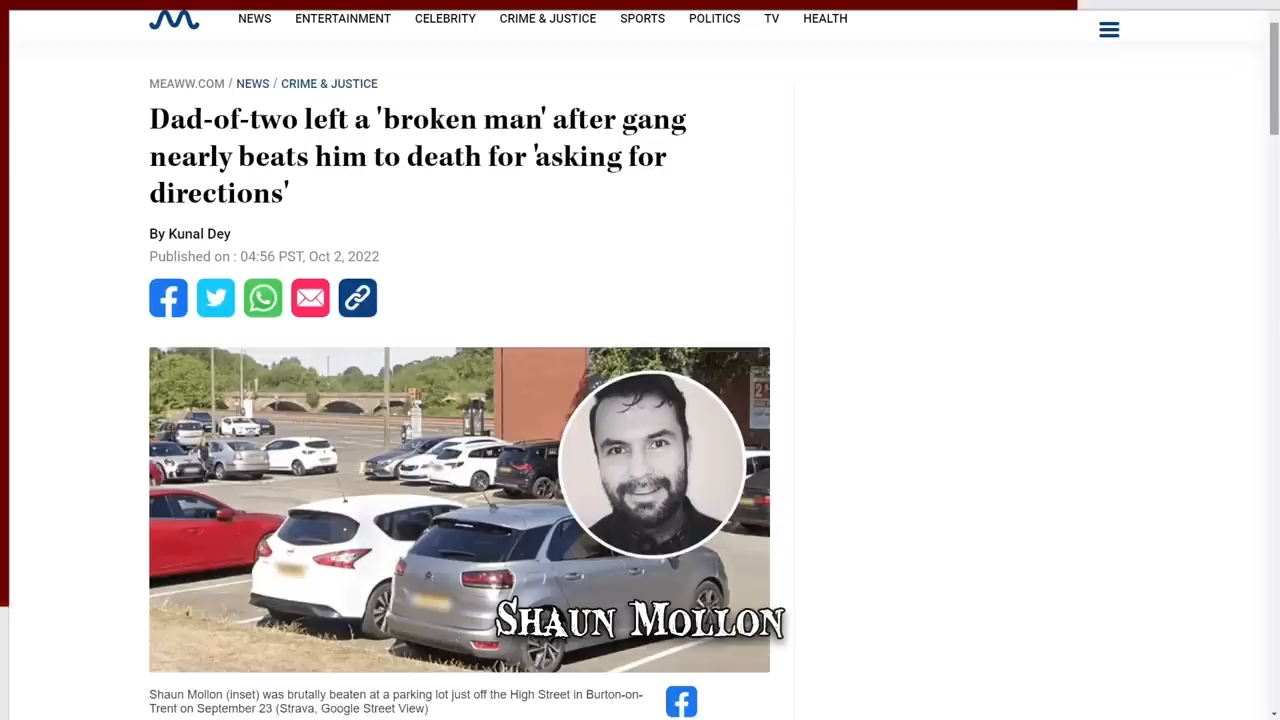 NEWS ENTERTAINMENT CELEBRITY CRIME & JUSTICE SPORTS POLITICS TV HEALTH
MEAWW.COM / NEWS / CRIME & JUSTICE
Dad-of-two left a 'broken man' after gang
nearly beats him to death for 'asking for
directions'
By Kunal Dey
Published on : 04:56 PST, Oct 2, 2022
SHAUN MOLLON
Shaun Mollon (inset) was brutally beaten at a parking lot just off the High Street in Burton-on-
Trent on September 23 (Strava, Google Street View)